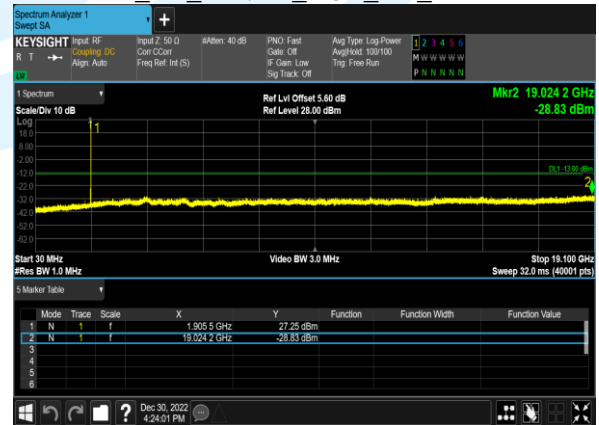 Spectrum Analyzer 1
Swept SA
+
KEYSIGHT Input: RF Input Z: 50 Ω #Atten: 40 dB PNO: Fast Avg Type: Log-Power 1 2 3 4 5 6
R T Coupling: DC Corr CCorr Gate: Off Avg|Hold: 100/100 M W W W W W
Align: Auto Freq Ref: Int (S) IF Gain: Low Trig: Free Run P N N N N N
Sig Track: Off
LW
1 Spectrum Ref Lvl Offset 5.60 dB Mkr2 19.024 2 GHz
Scale/Div 10 dB Ref Level 28.00 dBm -28.83 dBm
Log
18.0 1
8.00
-2.00
-12.0 DL1 -13.00 dBm
-22.0 2
-32.0
-42.0
-52.0
-62.0
Start 30 MHz Video BW 3.0 MHz Stop 19.100 GHz
#Res BW 1.0 MHz Sweep 32.0 ms (40001 pts)
5 Marker Table
Mode Trace Scale X Y Function Function Width Function Value
1 N 1 f 1.905 5 GHz 27.25 dBm
2 N 1 f 19.024 2 GHz -28.83 dBm
3
4
5
6
? Dec 30, 2022
4:24:01 PM